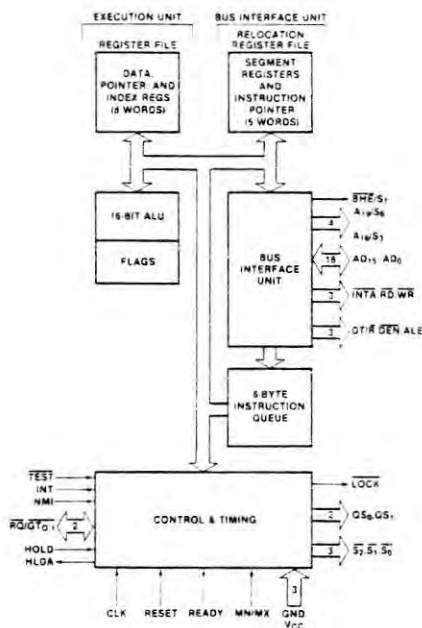 EXECUTION UNIT
BUS INTERFACE UNIT
REGISTER FILE
RELOCATION
REGISTER FILE
DATA,
POINTER, AND
INDEX REGS
(8 WORDS)
SEGMENT
REGISTERS
AND
INSTRUCTION
POINTER
(5 WORDS)
16-BIT ALU
FLAGS
BUS
INTERFACE
UNIT
BHE/S7
4
A19/S6
A16/S3
16
AD15-AD0
3
INTA,RD,WR
3
DT/R,DEN,ALE
6-BYTE
INSTRUCTION
QUEUE
TEST
INT
NMI
RQ/GT0,1
2
HOLD
HLDA
CONTROL & TIMING
LOCK
2
QS0,QS1
3
S2,S1,S0
CLK
RESET
READY
MN/MX
3
GND
VCC